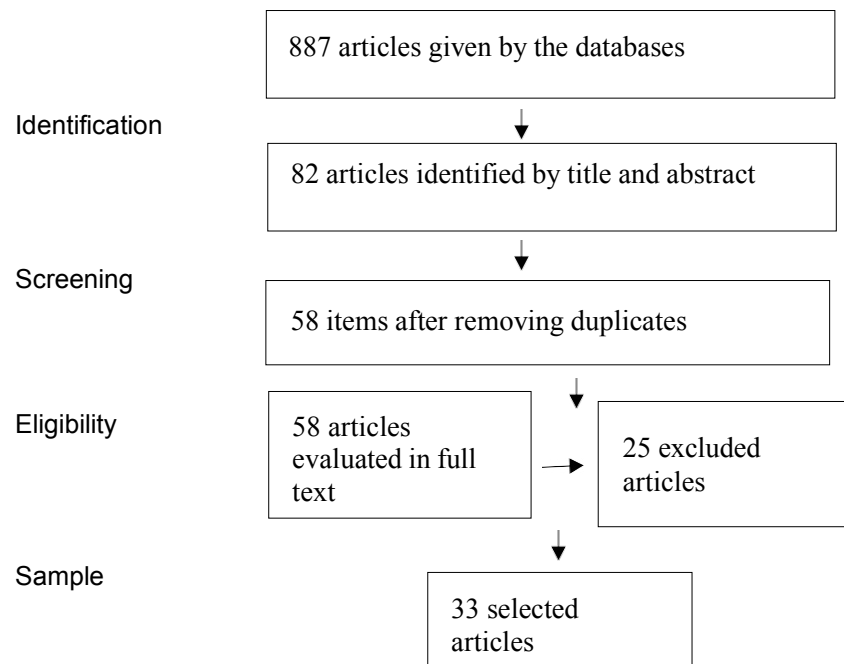 887 articles given by the databases
Identification
82 articles identified by title and abstract
Screening
58 items after removing duplicates
Eligibility
58 articles
evaluated in full
text
25 excluded
articles
Sample
33 selected
articles